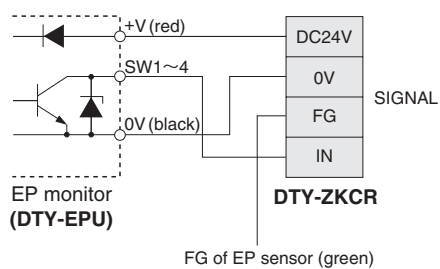 +V (red)
DC24V
SW1～4
0V
SIGNAL
0V (black)
FG
IN
EP monitor
(DTY-EPU)
DTY-ZKCR
FG of EP sensor (green)